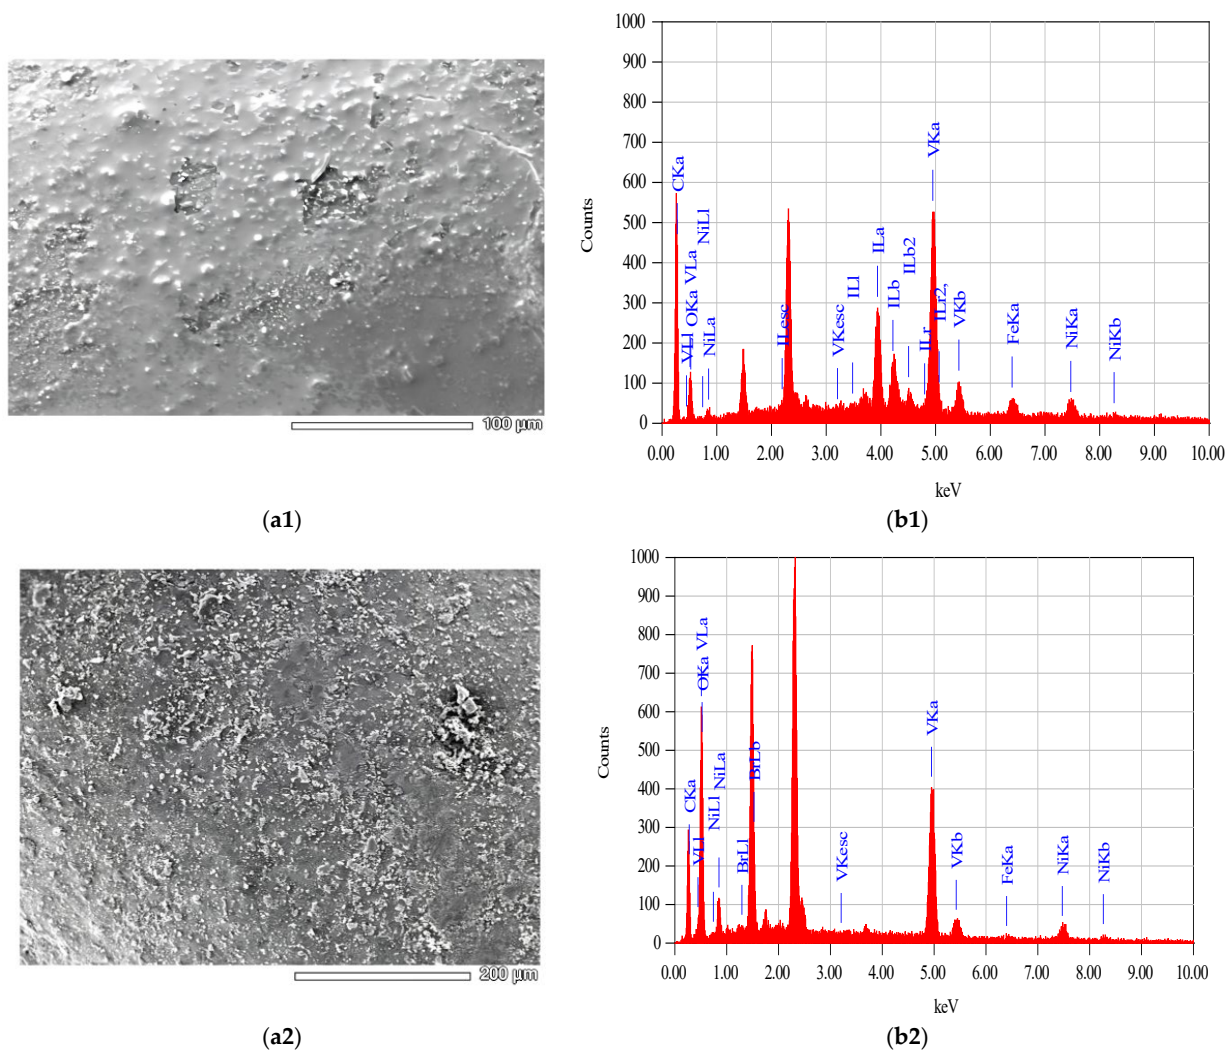 100 μm
(a1)
1000
900
800
700
600
500
400
300
200
100
0
Counts
CKa
VLl
OKa VLa
NiLl
NiLa
ILesc
VKesc
ILl
ILa
ILb
ILb2
ILr
ILr2,
VKa
VKb
FeKa
NiKa
NiKb
0.00 1.00 2.00 3.00 4.00 5.00 6.00 7.00 8.00 9.00 10.00
keV
(b1)
200 μm
(a2)
1000
900
800
700
600
500
400
300
200
100
0
Counts
CKa
VLl
OKa VLa
NiLl
NiLa
BrLl
BrLb
VKesc
VKa
VKb
FeKa
NiKa
NiKb
0.00 1.00 2.00 3.00 4.00 5.00 6.00 7.00 8.00 9.00 10.00
keV
(b2)